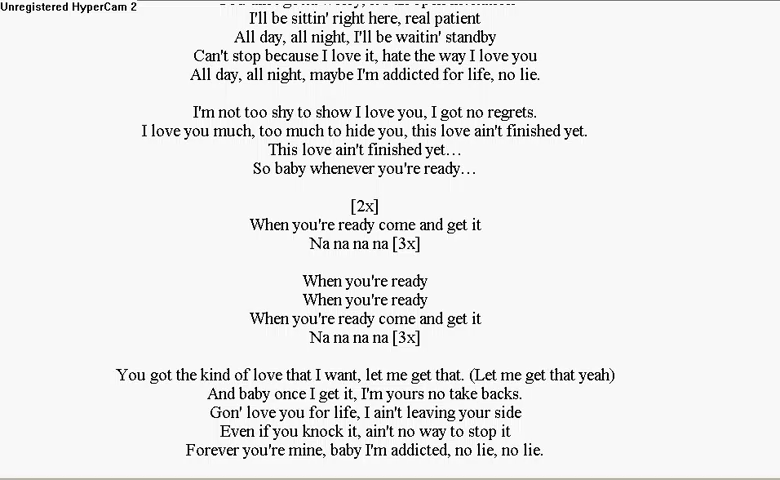 Unregistered HyperCam 2
I'll be sittin' right here, real patient
All day, all night, I'll be waitin' standby
Can't stop because I love it, hate the way I love you
All day, all night, maybe I'm addicted for life, no lie.
I'm not too shy to show I love you, I got no regrets.
I love you much, too much to hide you, this love ain't finished yet.
This love ain't finished yet…
So baby whenever you're ready…
[2x]
When you're ready come and get it
Na na na na [3x]
When you're ready
When you're ready
When you're ready come and get it
Na na na na [3x]
You got the kind of love that I want, let me get that. (Let me get that yeah)
And baby once I get it, I'm yours no take backs.
Gon' love you for life, I ain't leaving your side
Even if you knock it, ain't no way to stop it
Forever you're mine, baby I'm addicted, no lie, no lie.